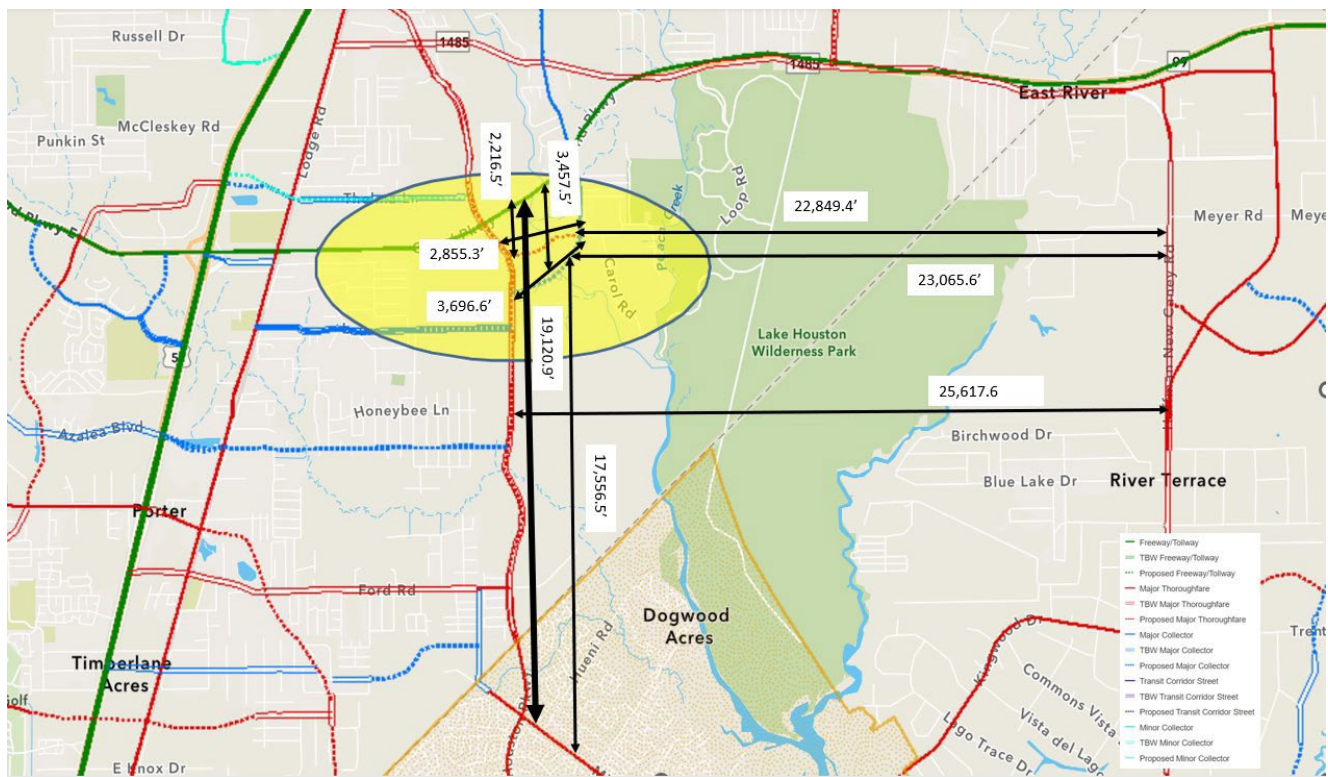 Russell Dr
1485
1485
99
East River
McCleskey Rd
Punkin St
Lodge Rd
Loop Rd
Peach Creek
2,216.5’
3,457.5’
22,849.4’
Meyer Rd
Meye
2,855.3’
23,065.6’
Carol Rd
3,696.6’
19,120.9’
Lake Houston
Wilderness Park
25,617.6
Honeybee Ln
Azalea Blvd
Birchwood Dr
17,556.5’
Blue Lake Dr
River Terrace
Porter
Ford Rd
Dogwood
Acres
Hueni Rd
Timberlane
Acres
Golf
Kingwood Dr
Commons Vista
Vista del Lago
Lago Trace Dr
Trent
E Knox Dr
Freeway/Tollway
TBW Freeway/Tollway
Proposed Freeway/Tollway
Major Thoroughfare
TBW Major Thoroughfare
Proposed Major Thoroughfare
Major Collector
TBW Major Collector
Proposed Major Collector
Transit Corridor Street
TBW Transit Corridor Street
Proposed Transit Corridor Street
Minor Collector
TBW Minor Collector
Proposed Minor Collector